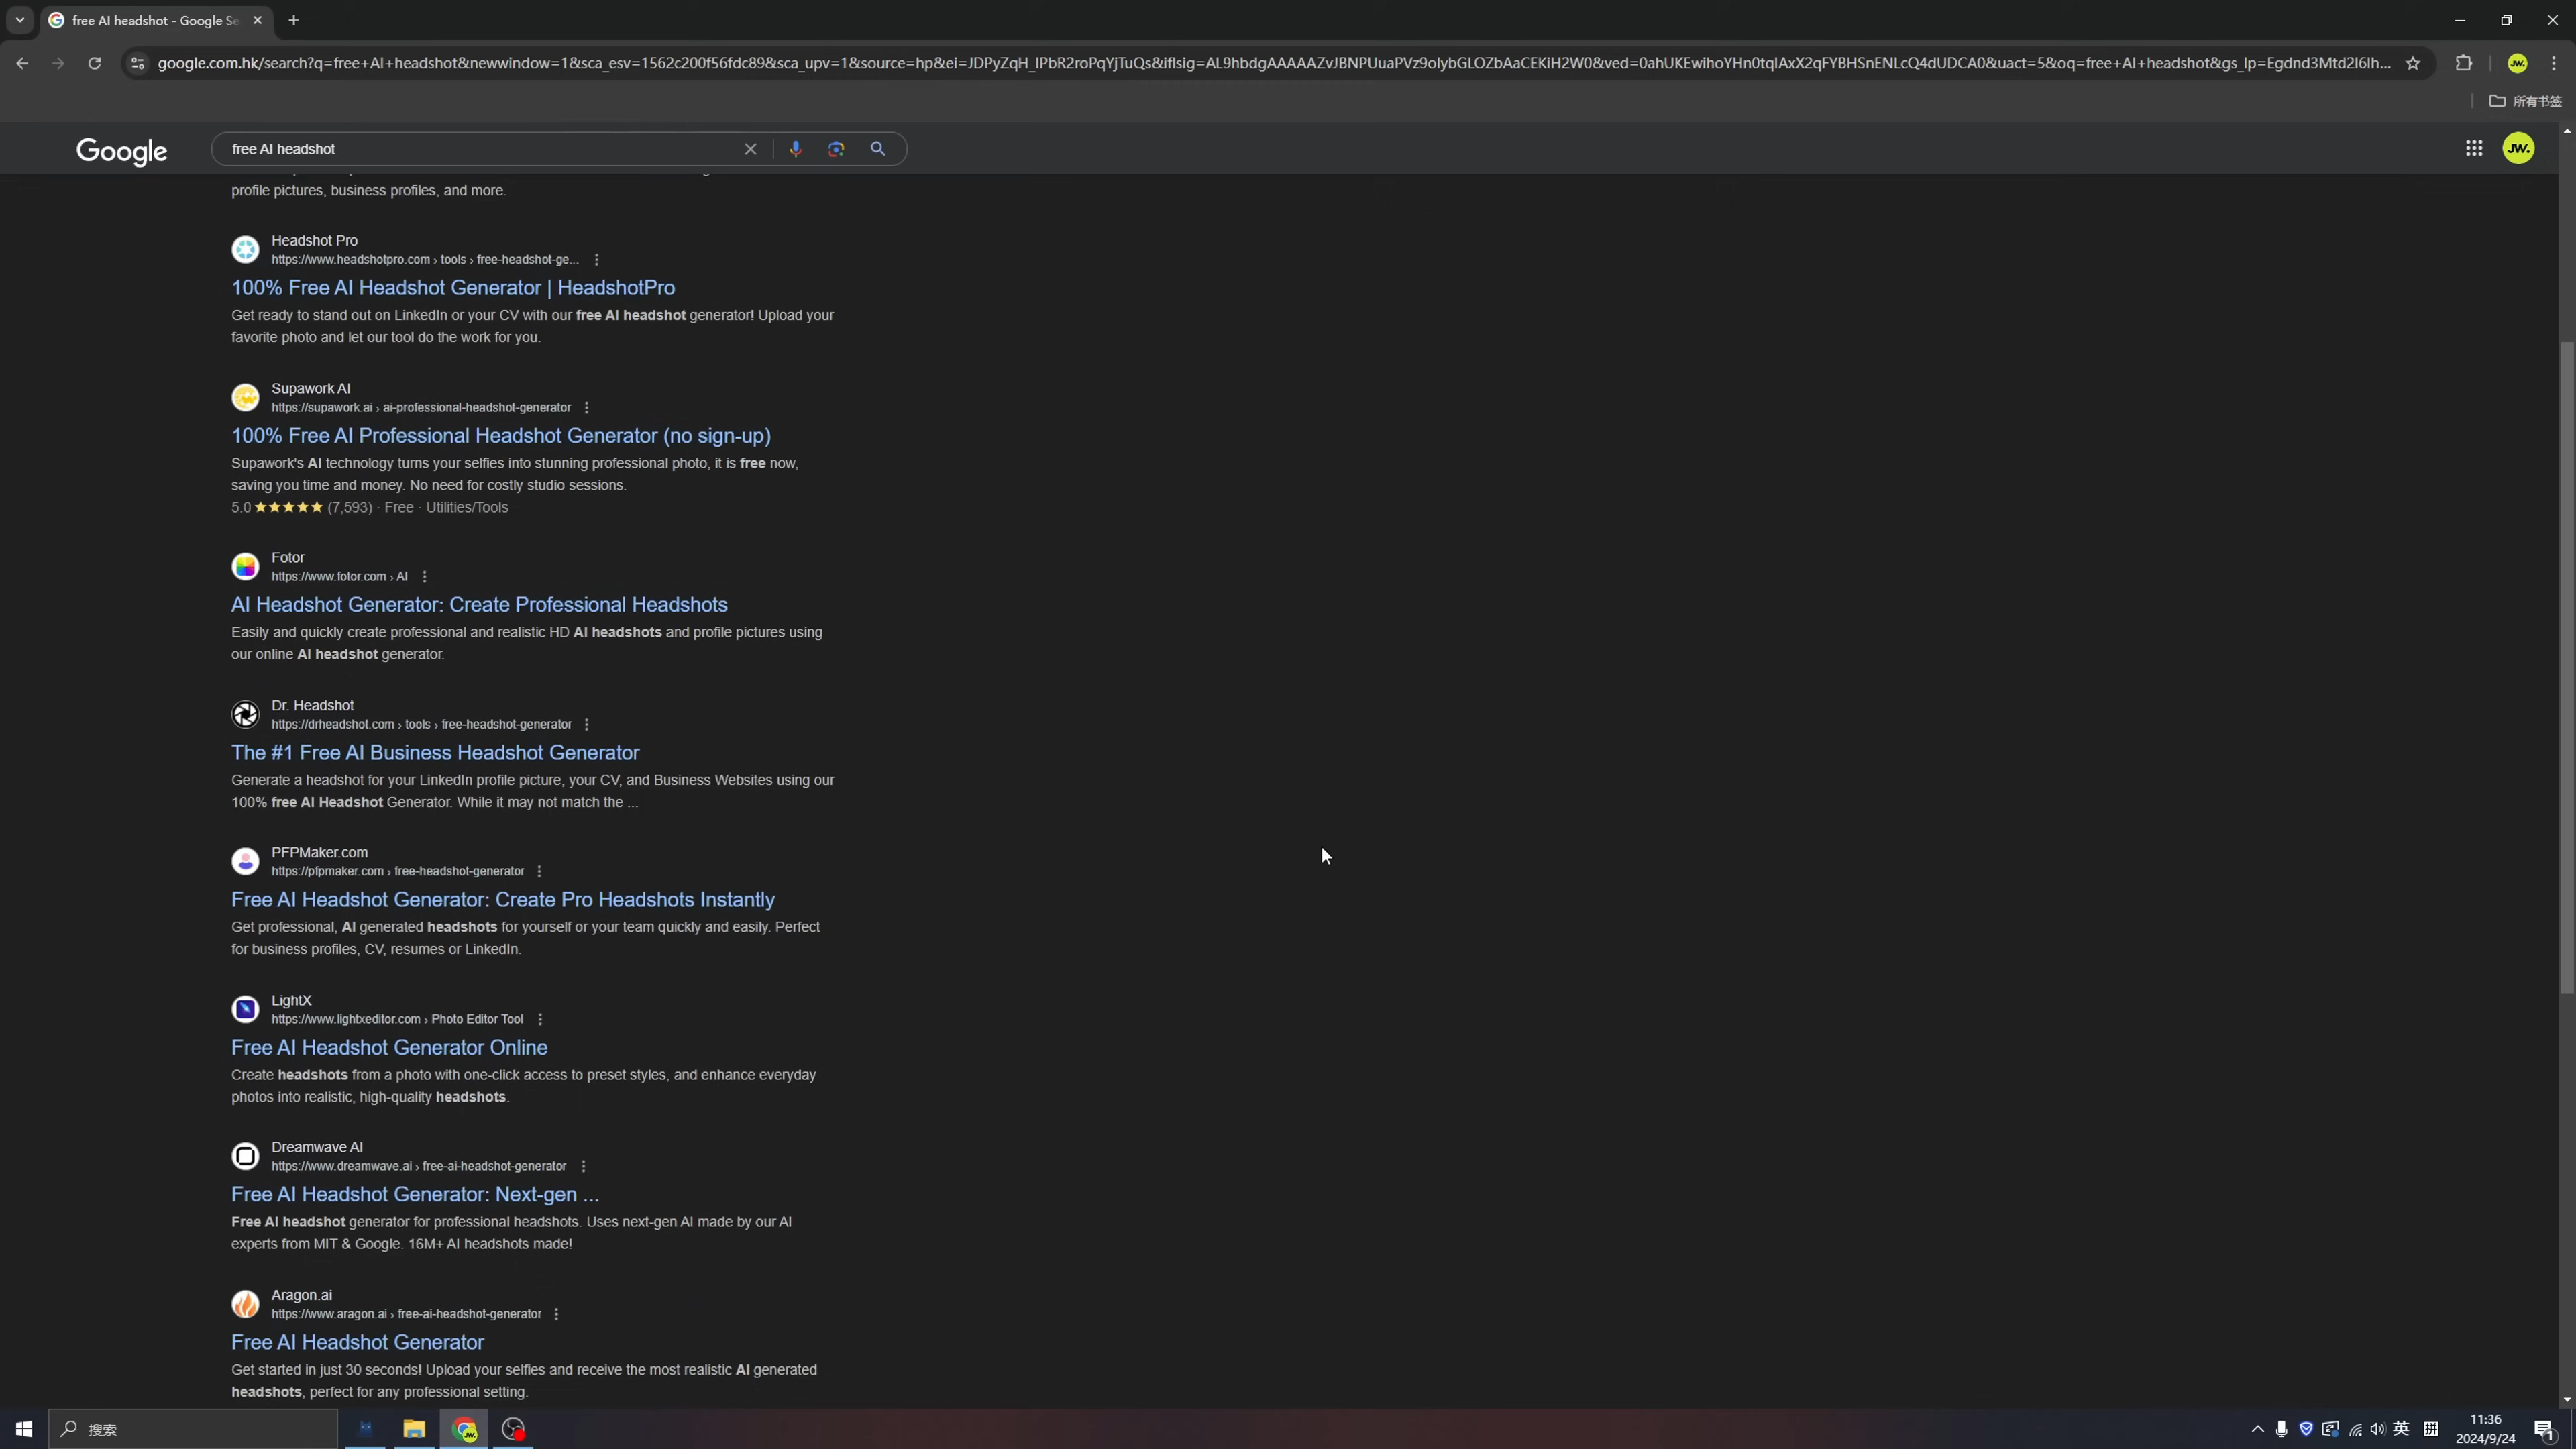 free AI headshot - Google Se
google.com.hk/search?q=free+AI+headshot&newwindow=1&sca_esv=1562c200f56fdc89&sca_upv=1&source=hp&ei=JDPyZqH_IPbR2roPqYjTuQs&iflsig=AL9hbdgAAAAAZvJBNPUuaPVz9oIybGLOZbAaCEKiH2W0&ved=0ahUKEwihoYHn0tqIAxX2qFYBHSnENLcQ4dUDCA0&uact=5&oq=free+AI+headshot&gs_lp=Egdnd3Mtd2l6Ih...
所有书签
Google
free AI headshot
JW.
profile pictures, business profiles, and more.
Headshot Pro
https://www.headshotpro.com › tools › free-headshot-ge...
100% Free AI Headshot Generator | HeadshotPro
Get ready to stand out on LinkedIn or your CV with our free AI headshot generator! Upload your
favorite photo and let our tool do the work for you.
Supawork AI
https://supawork.ai › ai-professional-headshot-generator
100% Free AI Professional Headshot Generator (no sign-up)
Supawork's AI technology turns your selfies into stunning professional photo, it is free now,
saving you time and money. No need for costly studio sessions.
5.0 ★★★★★ (7,593) · Free · Utilities/Tools
Fotor
https://www.fotor.com › AI
AI Headshot Generator: Create Professional Headshots
Easily and quickly create professional and realistic HD AI headshots and profile pictures using
our online AI headshot generator.
Dr. Headshot
https://drheadshot.com › tools › free-headshot-generator
The #1 Free AI Business Headshot Generator
Generate a headshot for your LinkedIn profile picture, your CV, and Business Websites using our
100% free AI Headshot Generator. While it may not match the ...
PFPMaker.com
https://pfpmaker.com › free-headshot-generator
Free AI Headshot Generator: Create Pro Headshots Instantly
Get professional, AI generated headshots for yourself or your team quickly and easily. Perfect
for business profiles, CV, resumes or LinkedIn.
LightX
https://www.lightxeditor.com › Photo Editor Tool
Free AI Headshot Generator Online
Create headshots from a photo with one-click access to preset styles, and enhance everyday
photos into realistic, high-quality headshots.
Dreamwave AI
https://www.dreamwave.ai › free-ai-headshot-generator
Free AI Headshot Generator: Next-gen ...
Free AI headshot generator for professional headshots. Uses next-gen AI made by our AI
experts from MIT & Google. 16M+ AI headshots made!
Aragon.ai
https://www.aragon.ai › free-ai-headshot-generator
Free AI Headshot Generator
Get started in just 30 seconds! Upload your selfies and receive the most realistic AI generated
headshots, perfect for any professional setting.
搜索
英
拼
11:36
2024/9/24
1